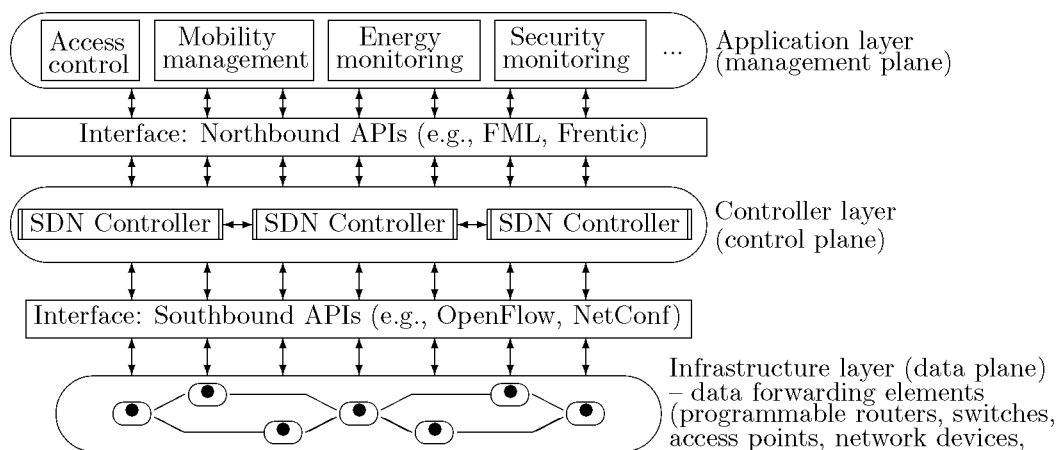 Access
control
Mobility
management
Energy
monitoring
Security
monitoring
...
Application layer
(management plane)
Interface: Northbound APIs (e.g., FML, Frentic)
SDN Controller
SDN Controller
SDN Controller
Controller layer
(control plane)
Interface: Southbound APIs (e.g., OpenFlow, NetConf)
Infrastructure layer (data plane)
– data forwarding elements
(programmable routers, switches,
access points, network devices,